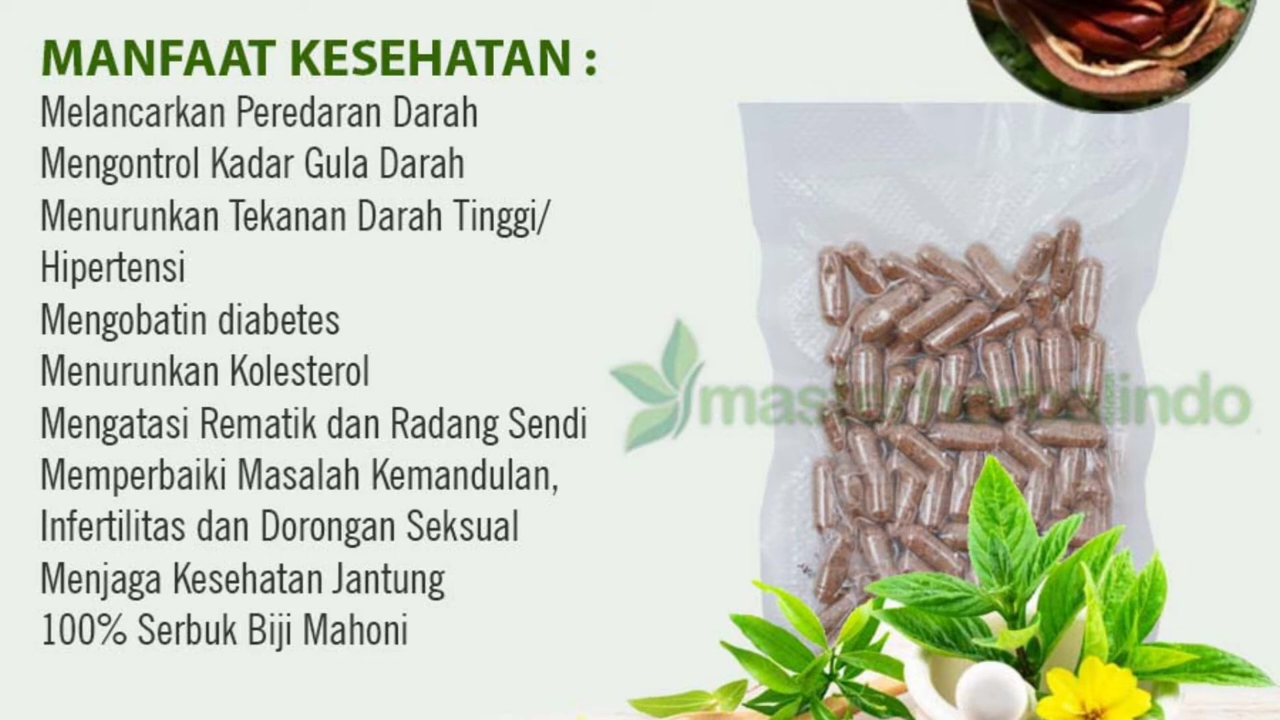 MANFAAT KESEHATAN :
Melancarkan Peredaran Darah
Mengontrol Kadar Gula Darah
Menurunkan Tekanan Darah Tinggi/
Hipertensi
Mengobatin diabetes
Menurunkan Kolesterol
Mengatasi Rematik dan Radang Sendi
Memperbaiki Masalah Kemandulan,
Infertilitas dan Dorongan Seksual
Menjaga Kesehatan Jantung
100% Serbuk Biji Mahoni
masterherbalindo